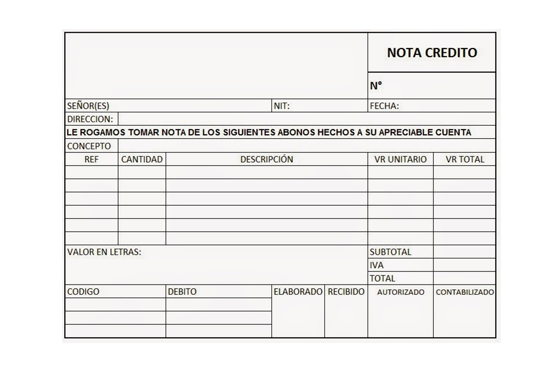 NOTA CREDITO
N°
SEÑOR(ES) NIT: FECHA:
DIRECCION:
LE ROGAMOS TOMAR NOTA DE LOS SIGUIENTES ABONOS HECHOS A SU APRECIABLE CUENTA
CONCEPTO
REF CANTIDAD DESCRIPCIÓN VR UNITARIO VR TOTAL
VALOR EN LETRAS: SUBTOTAL
IVA
TOTAL
CODIGO DEBITO ELABORADO RECIBIDO AUTORIZADO CONTABILIZADO